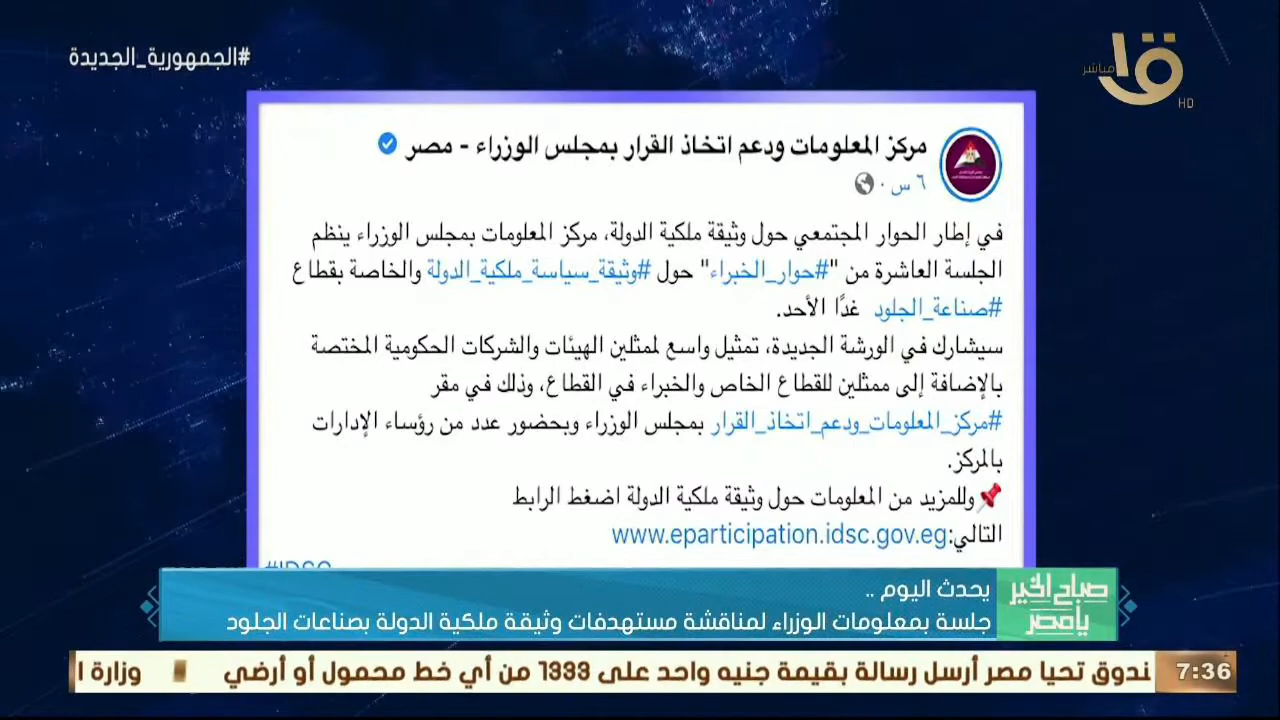 #الجمهورية_الجديدة
مباشر
HD
مركز المعلومات ودعم اتخاذ القرار بمجلس الوزراء - مصر
٦ س ·
في إطار الحوار المجتمعي حول وثيقة ملكية الدولة، مركز المعلومات بمجلس الوزراء ينظم
الجلسة العاشرة من "#حوار_الخبراء" حول #وثيقة_سياسة_ملكية_الدولة والخاصة بقطاع
#صناعة_الجلود غدًا الأحد.
سيشارك في الورشة الجديدة، تمثيل واسع لممثلين الهيئات والشركات الحكومية المختصة
بالإضافة إلى ممثلين للقطاع الخاص والخبراء في القطاع، وذلك في مقر
#مركز_المعلومات_ودعم_اتخاذ_القرار بمجلس الوزراء وبحضور عدد من رؤساء الإدارات
بالمركز.
📌وللمزيد من المعلومات حول وثيقة ملكية الدولة اضغط الرابط
التالي:www.eparticipation.idsc.gov.eg
#IDSC
صباح الخير
يا مصر
يحدث اليوم ..
جلسة بمعلومات الوزراء لمناقشة مستهدفات وثيقة ملكية الدولة بصناعات الجلود
7:36
ندوق تحيا مصر أرسل رسالة بقيمة جنيه واحد على 1333 من أي خط محمول أو أرضي وزارة ا